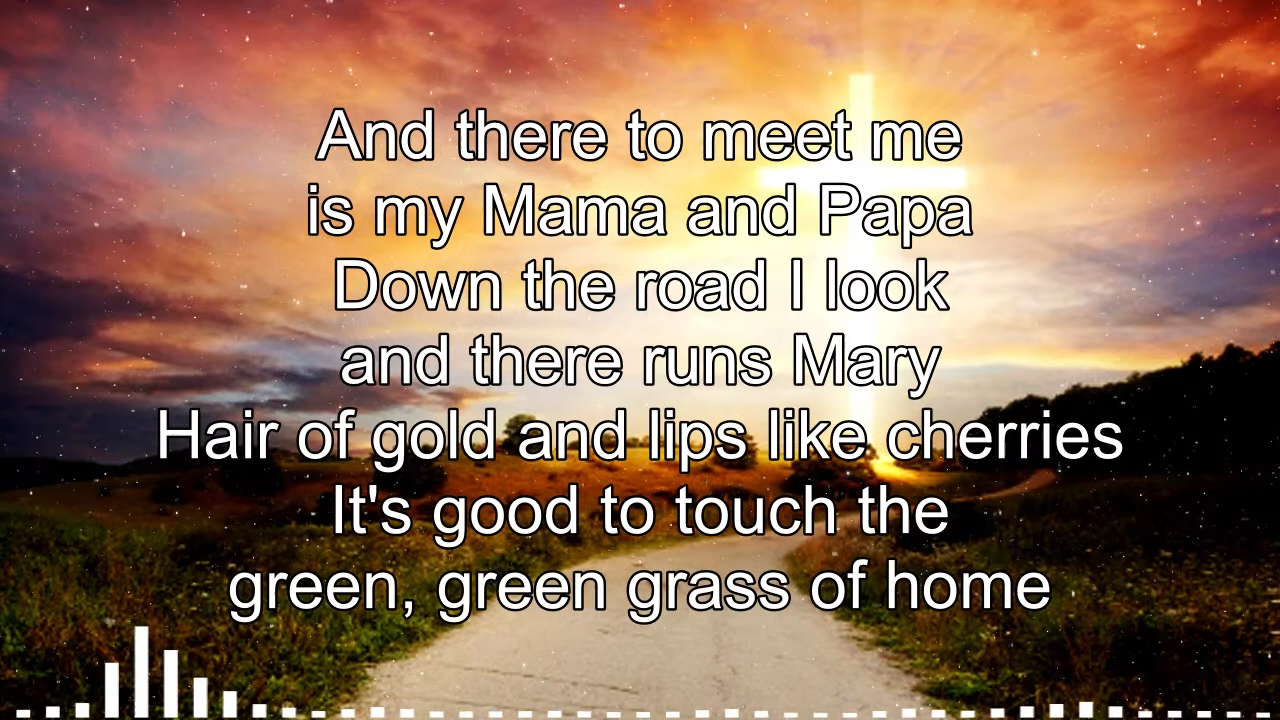 And there to meet me
is my Mama and Papa
Down the road I look
and there runs Mary
Hair of gold and lips like cherries
It's good to touch the
green, green grass of home